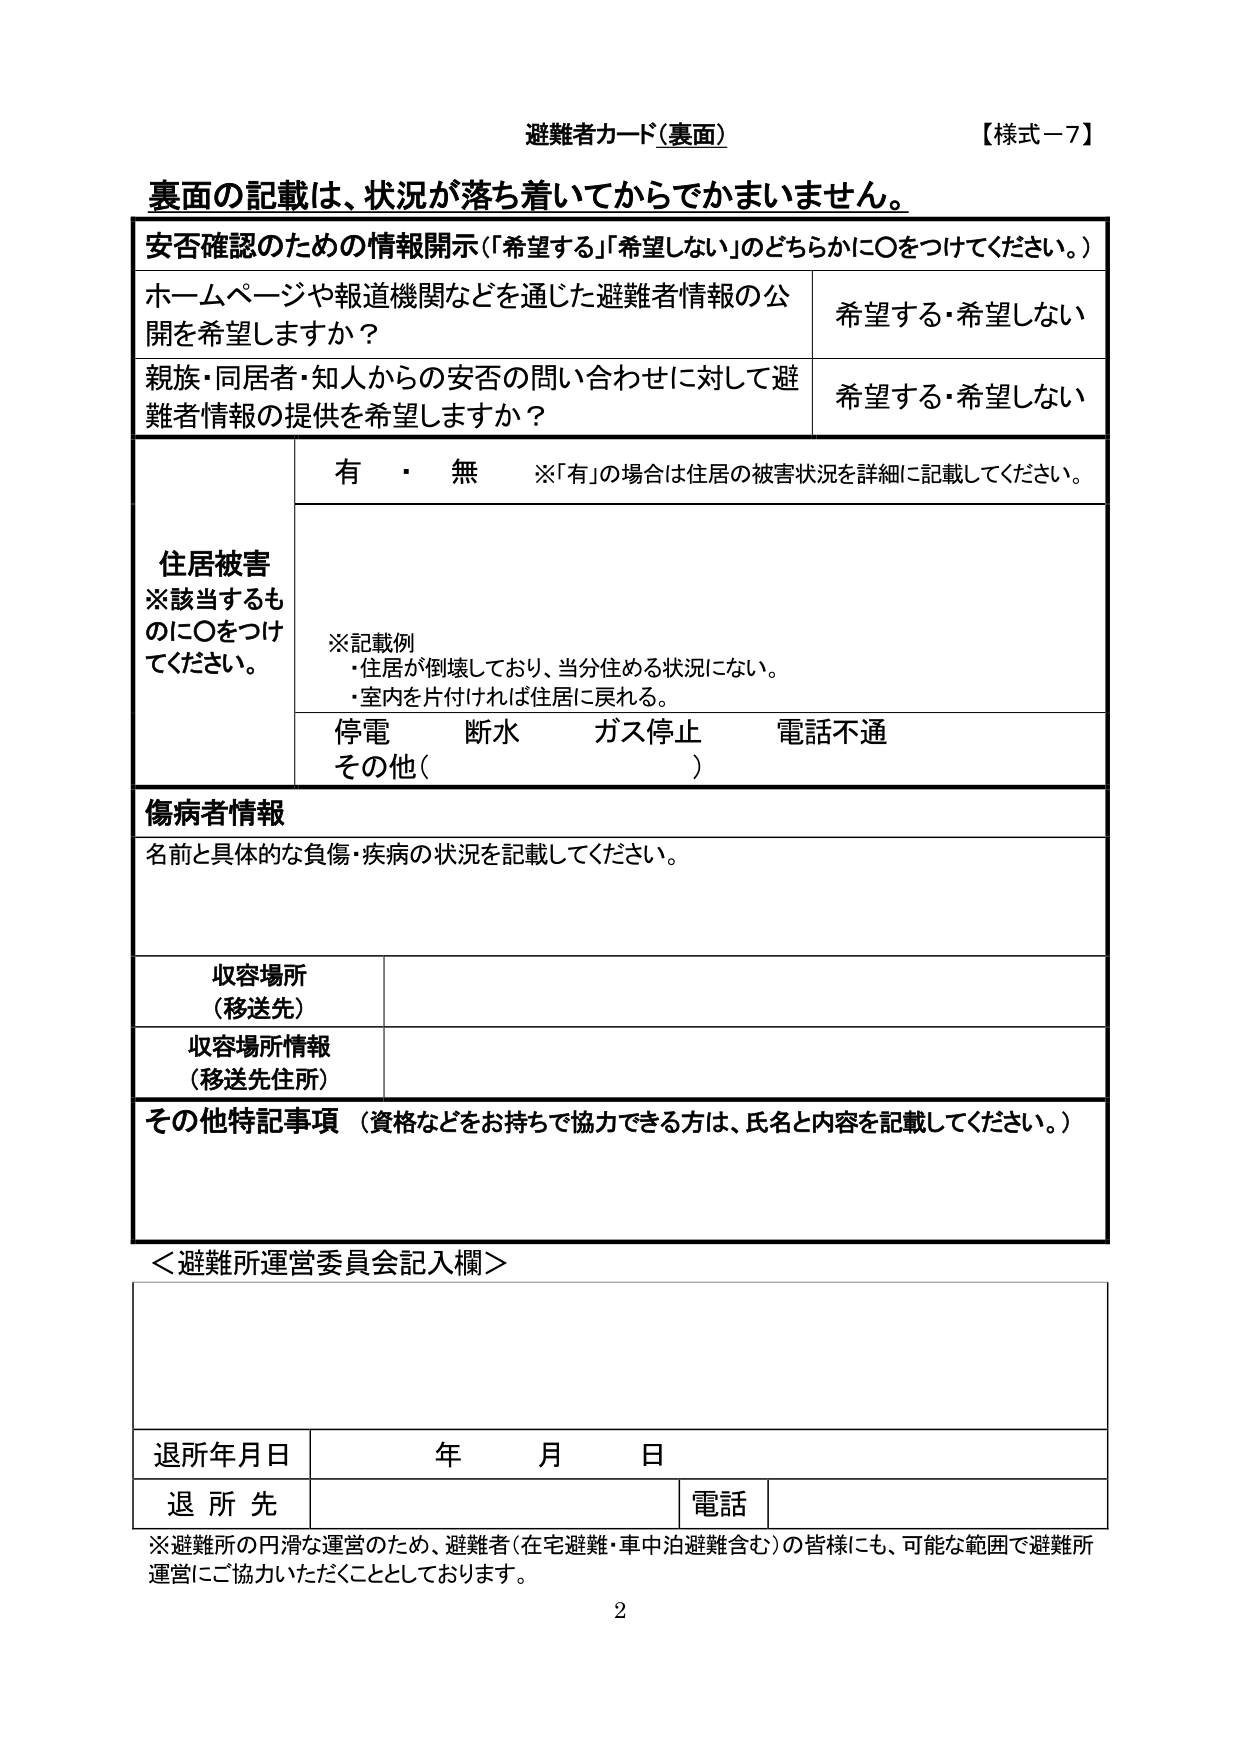 避難者カード（裏面）　【様式－７】
裏面の記載は、状況が落ち着いてからでかまいません。
安否確認のための情報開示（「希望する」「希望しない」のどちらかに○をつけてください。）
ホームページや報道機関などを通じた避難者情報の公
開を希望しますか？
希望する・希望しない
親族・同居者・知人からの安否の問い合わせに対して避
難者情報の提供を希望しますか？
希望する・希望しない
住居被害
※該当するも
のに○をつけ
てください。
有　・　無　　※「有」の場合は住居の被害状況を詳細に記載してください。
※記載例
・住居が倒壊しており、当分住める状況にない。
・室内を片付ければ住居に戻れる。
停電　　断水　　ガス停止　　電話不通
その他（　　　　　　　　　）
傷病者情報
名前と具体的な負傷・疾病の状況を記載してください。
収容場所
（移送先）
収容場所情報
（移送先住所）
その他特記事項　（資格などをお持ちで協力できる方は、氏名と内容を記載してください。）
＜避難所運営委員会記入欄＞
退所年月日　　年　　月　　日
退 所 先　　電話
※避難所の円滑な運営のため、避難者（在宅避難・車中泊避難含む）の皆様にも、可能な範囲で避難所
運営にご協力いただくこととしております。
2